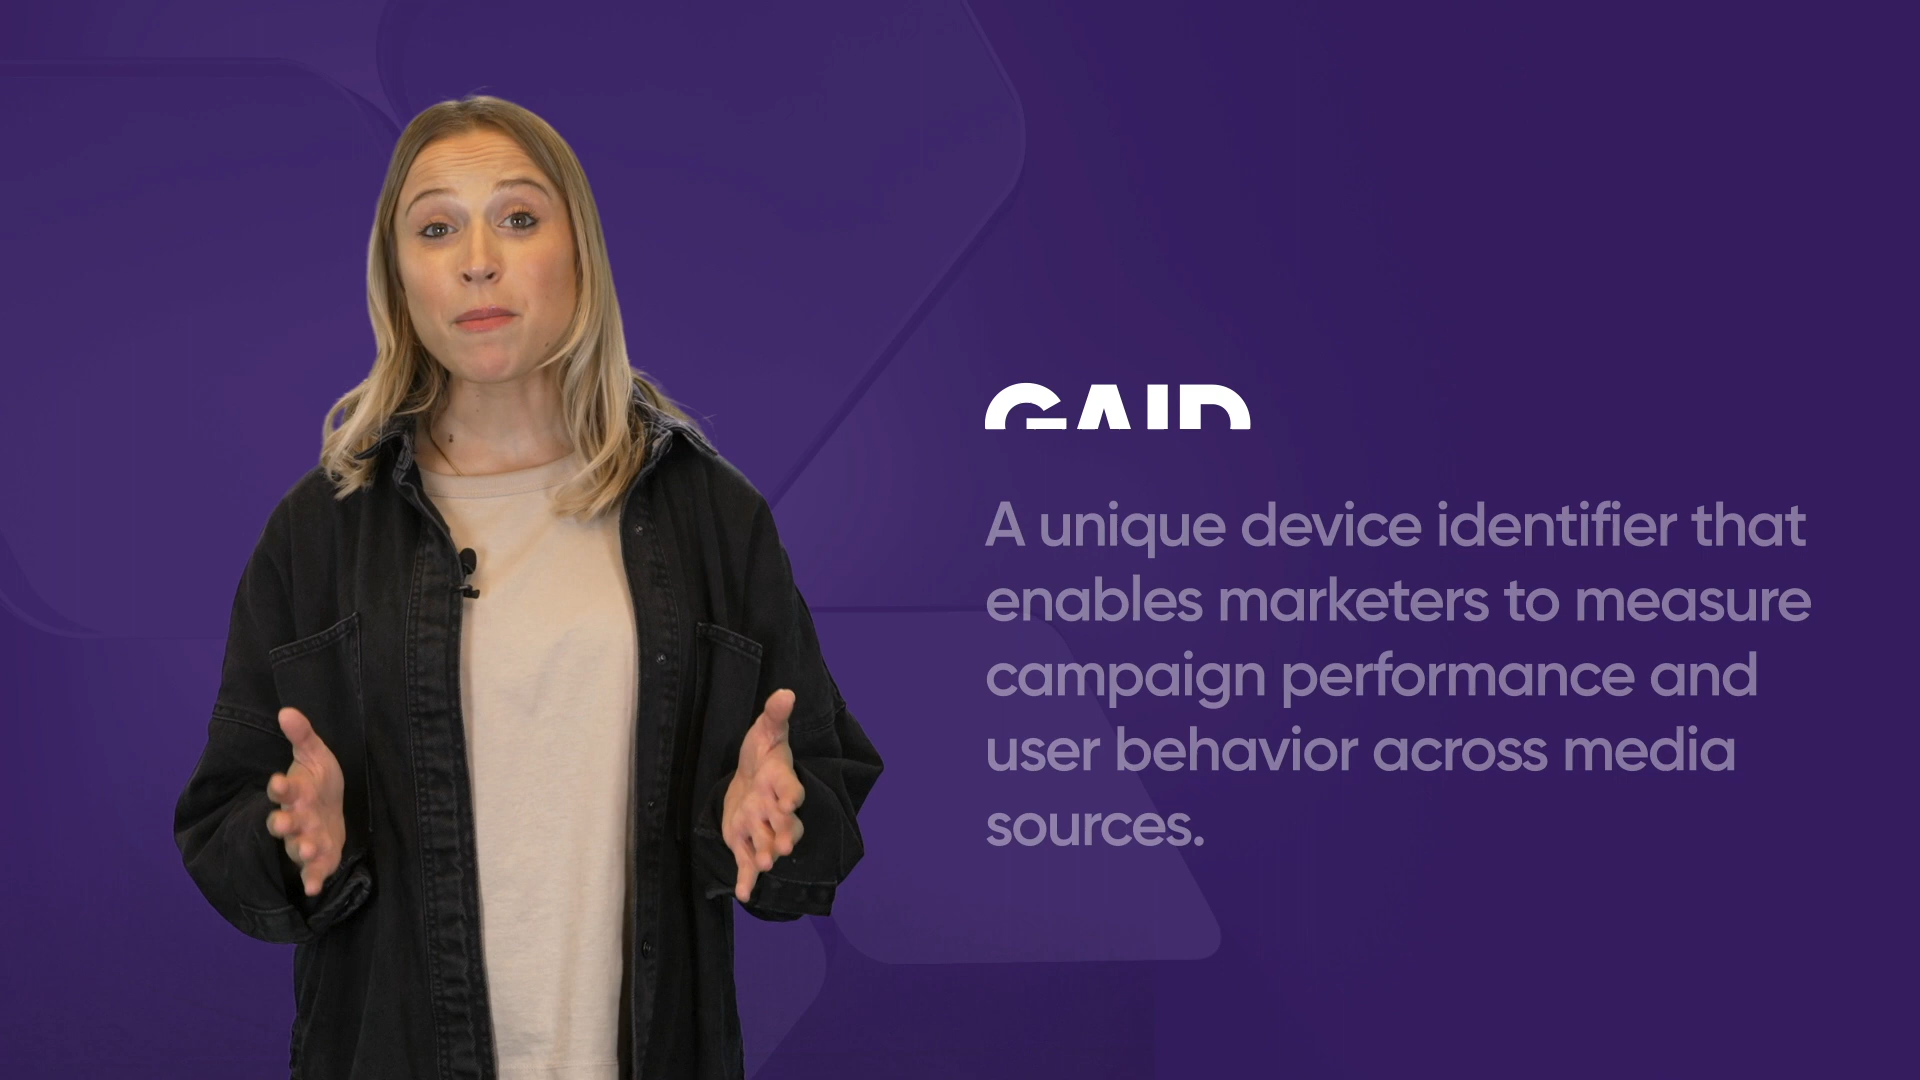 GAID
A unique device identifier that
enables marketers to measure
campaign performance and
user behavior across media
sources.